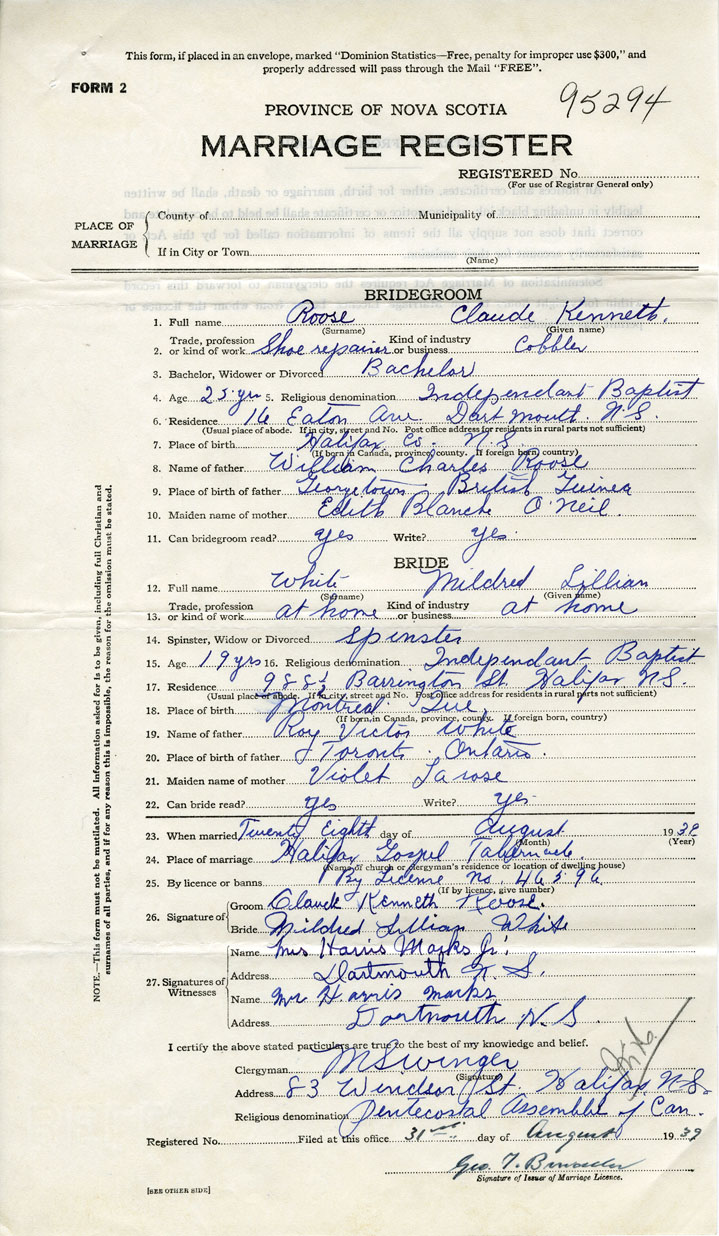 This form, if placed in an envelope, marked "Dominion Statistics—Free, penalty for improper use $300," and
properly addressed will pass through the Mail "FREE".
FORM 2
95294
PROVINCE OF NOVA SCOTIA
MARRIAGE REGISTER
REGISTERED No
(For use of Registrar General only)
PLACE OF MARRIAGE
County of Municipality of
If in City or Town
(Name)
BRIDEGROOM
1. Full name Roose Claude Kenneth.
(Surname) (Given name)
Trade, profession Kind of industry
2. or kind of work Shoe repairer or business Cobbler
3. Bachelor, Widower or Divorced Bachelor
4. Age 25 yrs 5. Religious denomination Independant Baptist
6. Residence 16 Eaton Ave. Dartmouth. N.S.
(Usual place of abode. If in city, street and No. Post office address for residents in rural parts not sufficient)
7. Place of birth Halifax Co. N.S.
(If born in Canada, province, county. If foreign born, country)
8. Name of father William Charles Roose
9. Place of birth of father Georgetown British Guinea
10. Maiden name of mother Edith Blanche O'Neil.
11. Can bridegroom read? yes Write? yes.
BRIDE
12. Full name White Mildred Lillian
(Surname) (Given name)
Trade, profession Kind of industry
13. or kind of work at home or business at home
14. Spinster, Widow or Divorced Spinster
15. Age 19 yrs 16. Religious denomination Independant Baptist
17. Residence 988½ Barrington St Halifax N.S.
(Usual place of abode. If in city, street and No. Post office address for residents in rural parts not sufficient)
18. Place of birth Montreal Que.
(If born in Canada, province, county. If foreign born, country)
19. Name of father Roy Victor White
20. Place of birth of father Toronto. Ontario.
21. Maiden name of mother Violet Larose
22. Can bride read? yes Write? yes.
23. When married Twenty Eighth day of August 1939
(Month) (Year)
24. Place of marriage Halifax Gospel Tabernacle.
(Name of church or clergyman's residence or location of dwelling house)
25. By licence or banns By License No. 46594
(If by licence, give number)
26. Signature of
Groom Claude Kenneth Roose.
Bride Mildred Lillian White
27. Signatures of Witnesses
Name Mrs Harris Marks Jr.
Address Dartmouth N.S.
Name Mr Harris Marks
Address Dartmouth N.S
I certify the above stated particulars are true to the best of my knowledge and belief.
Clergyman M Swinger
(Signature)
Address 83 Windsor St. Halifax N.S.
Religious denomination Pentecostal Assemble of Can.
Registered No. Filed at this office 31st day of August 1939
Geo. T.
Signature of Issuer of Marriage Licence.
[SEE OTHER SIDE]
NOTE.—This form must not be mutilated. All information asked for is to be given, including full Christian and
surnames of all parties, and if for any reason this is impossible, the reason for the omission must be stated.